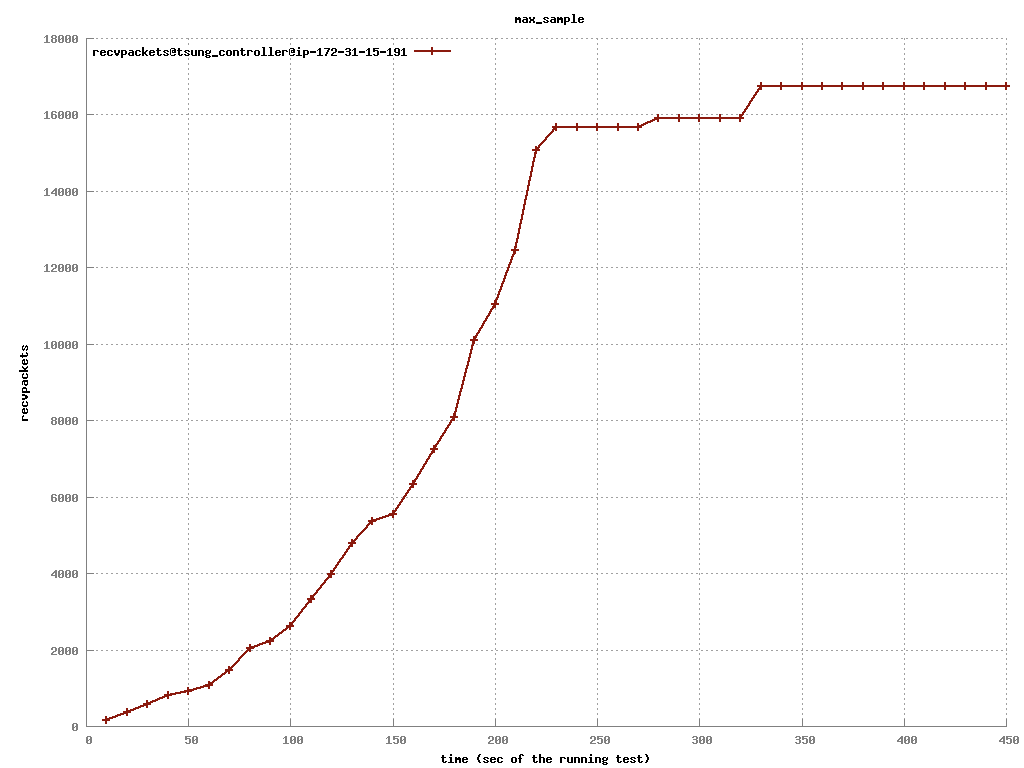 max_sample
18000
recvpackets@tsung_controller@ip-172-31-15-191
16000
14000
12000
10000
8000
6000
4000
2000
0
recvpackets
0 50 100 150 200 250 300 350 400 450
time (sec of the running test)